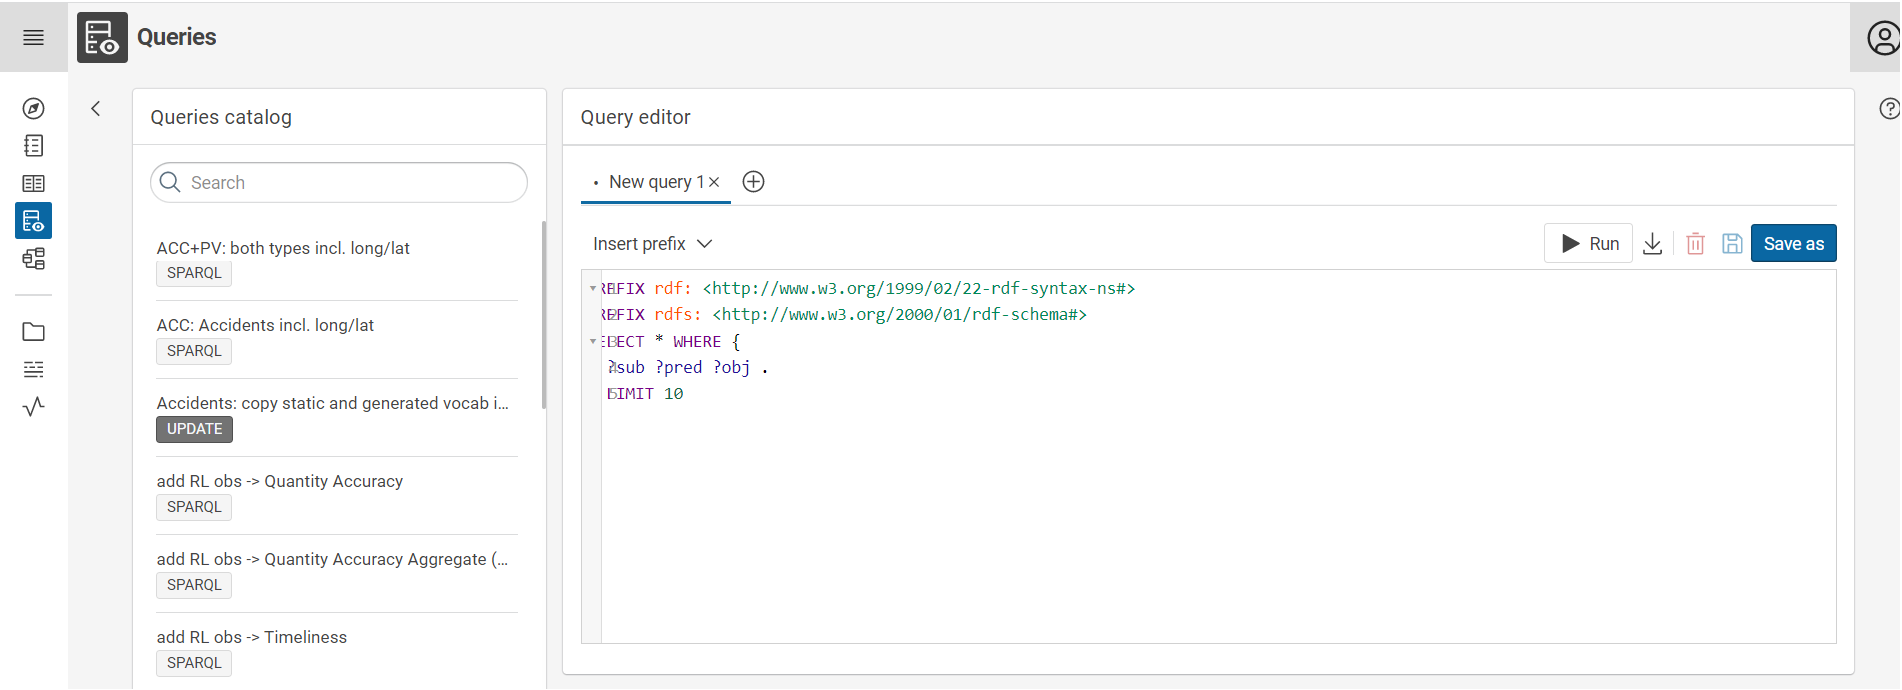 Queries
Queries catalog
Search
ACC+PV: both types incl. long/lat
SPARQL
ACC: Accidents incl. long/lat
SPARQL
Accidents: copy static and generated vocab i...
UPDATE
add RL obs -> Quantity Accuracy
SPARQL
add RL obs -> Quantity Accuracy Aggregate (...
SPARQL
add RL obs -> Timeliness
SPARQL
Query editor
• New query 1 ×
Insert prefix
Run
Save as
FIX rdf: <http://www.w3.org/1999/02/22-rdf-syntax-ns#>
FIX rdfs: <http://www.w3.org/2000/01/rdf-schema#>
ECT * WHERE {
?sub ?pred ?obj .
IMIT 10